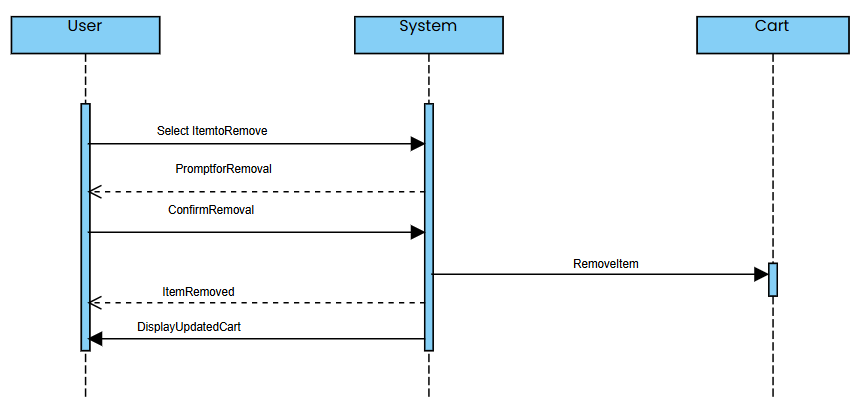 User
System
Cart
Select ItemtoRemove
PromptforRemoval
ConfirmRemoval
RemoveItem
ItemRemoved
DisplayUpdatedCart